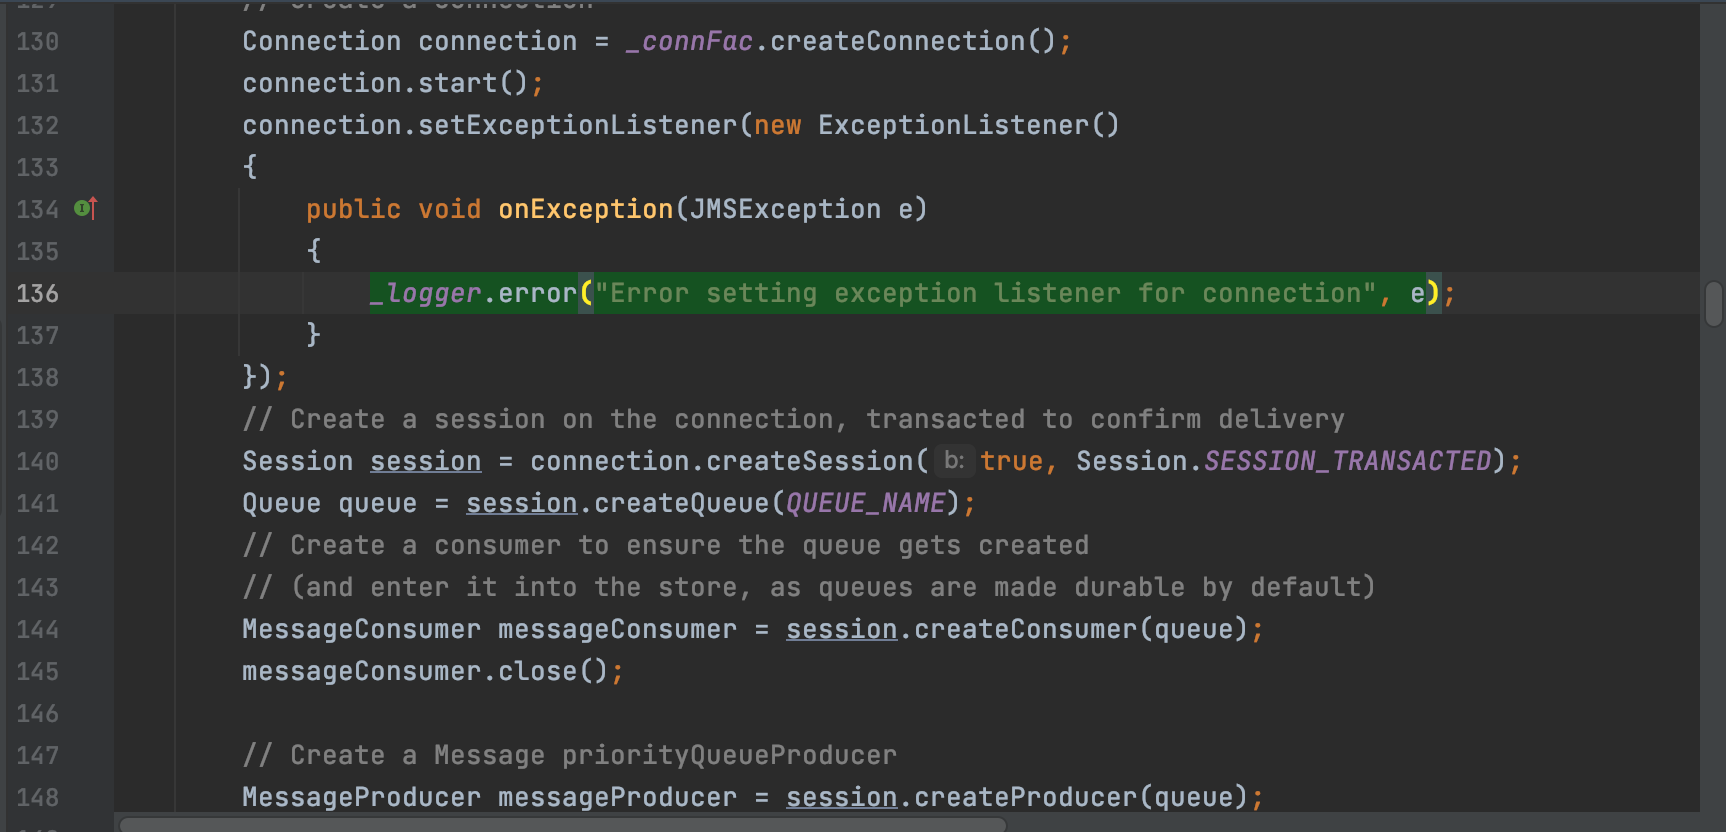 129 // Create a connection
130 Connection connection = _connFac.createConnection();
131 connection.start();
132 connection.setExceptionListener(new ExceptionListener()
133 {
134 public void onException(JMSException e)
135 {
136 _logger.error("Error setting exception listener for connection", e);
137 }
138 });
139 // Create a session on the connection, transacted to confirm delivery
140 Session session = connection.createSession( b: true, Session.SESSION_TRANSACTED);
141 Queue queue = session.createQueue(QUEUE_NAME);
142 // Create a consumer to ensure the queue gets created
143 // (and enter it into the store, as queues are made durable by default)
144 MessageConsumer messageConsumer = session.createConsumer(queue);
145 messageConsumer.close();
146
147 // Create a Message priorityQueueProducer
148 MessageProducer messageProducer = session.createProducer(queue);